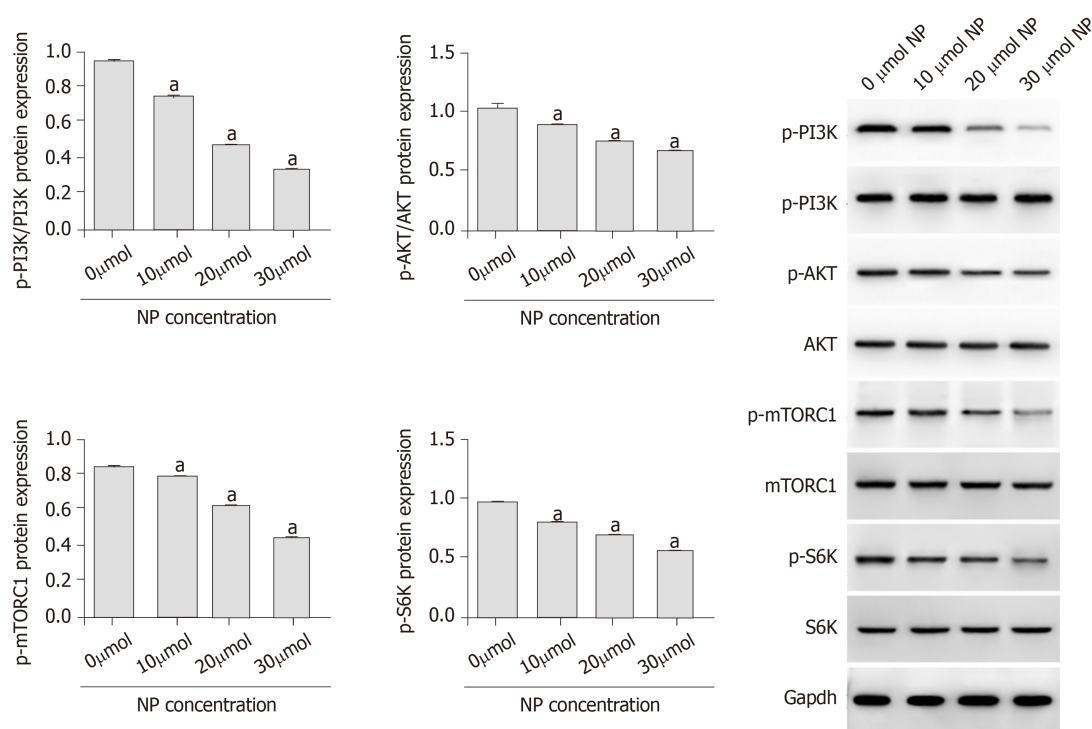 p-PI3K/PI3K protein expression
1.0
0.8
0.6
0.4
0.2
0.0
a
a
a
0μmol
10μmol
20μmol
30μmol
NP concentration
p-AKT/AKT protein expression
1.5
1.0
0.5
0.0
a
a
a
0μmol
10μmol
20μmol
30μmol
NP concentration
p-mTORC1 protein expression
1.0
0.8
0.6
0.4
0.2
0.0
a
a
a
0μmol
10μmol
20μmol
30μmol
NP concentration
p-S6K protein expression
1.5
1.0
0.5
0.0
a
a
a
0μmol
10μmol
20μmol
30μmol
NP concentration
0 μmol NP
10 μmol NP
20 μmol NP
30 μmol NP
p-PI3K
p-PI3K
p-AKT
AKT
p-mTORC1
mTORC1
p-S6K
S6K
Gapdh